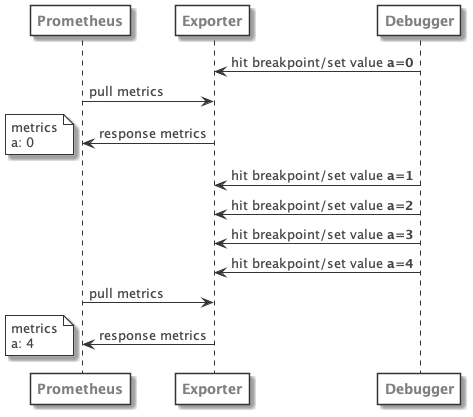 Prometheus Exporter Debugger
hit breakpoint/set value a=0
pull metrics
response metrics
metrics
a: 0
hit breakpoint/set value a=1
hit breakpoint/set value a=2
hit breakpoint/set value a=3
hit breakpoint/set value a=4
pull metrics
response metrics
metrics
a: 4
Prometheus Exporter Debugger